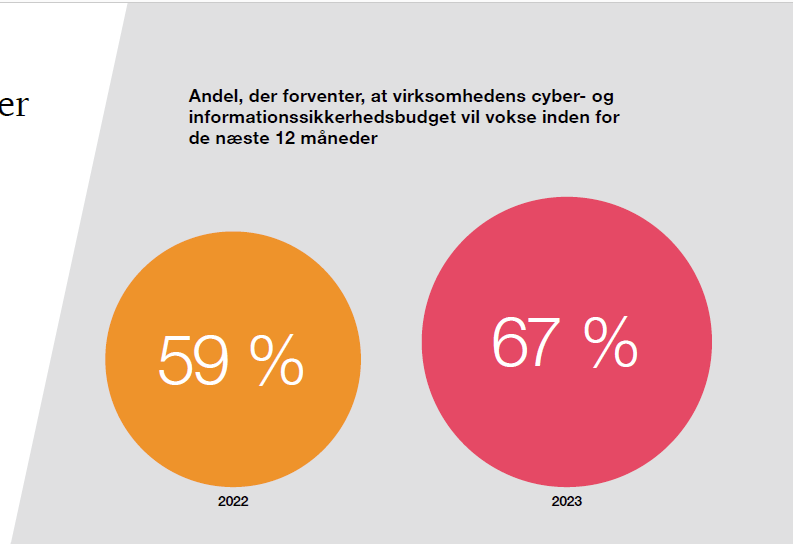 er
Andel, der forventer, at virksomhedens cyber- og
informationssikkerhedsbudget vil vokse inden for
de næste 12 måneder
59 %
67 %
2022
2023